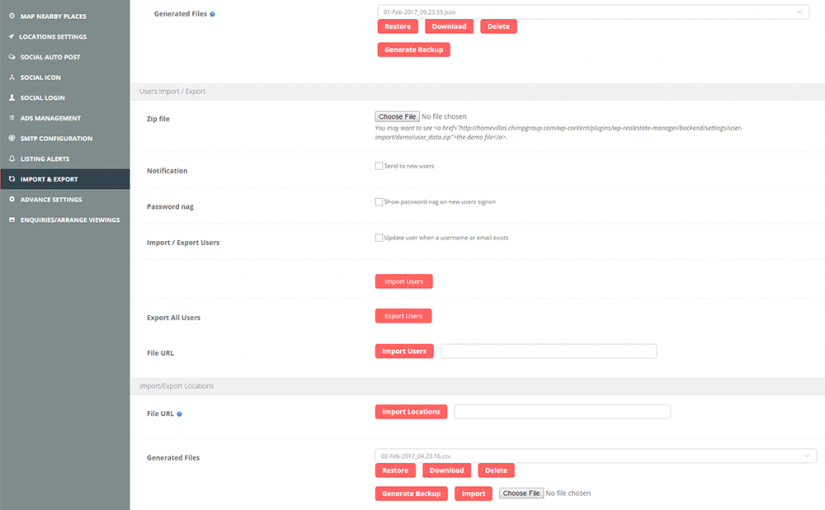 MAP NEARBY PLACES
LOCATIONS SETTINGS
SOCIAL AUTO POST
SOCIAL ICON
SOCIAL LOGIN
ADS MANAGEMENT
SMTP CONFIGURATION
LISTING ALERTS
IMPORT & EXPORT
ADVANCE SETTINGS
ENQUIRIES/ARRANGE VIEWINGS
Generated Files
01-Feb-2017_09.23.55.json
Restore Download Delete
Generate Backup
Users Import / Export
Zip file
Choose File No file chosen
You may want to see <a href="http://homevillas.chimpgroup.com/wp-content/plugins/wp-realestate-manager/backend/settings/user-
import/demo/user_data.zip">the demo file</a>.
Notification
Send to new users
Password nag
Show password nag on new users signon
Import / Export Users
Update user when a username or email exists
Import Users
Export All Users
Export Users
File URL
Import Users
Import/Export Locations
File URL
Import Locations
Generated Files
02-Feb-2017_04.23.16.csv
Restore Download Delete
Generate Backup Import Choose File No file chosen